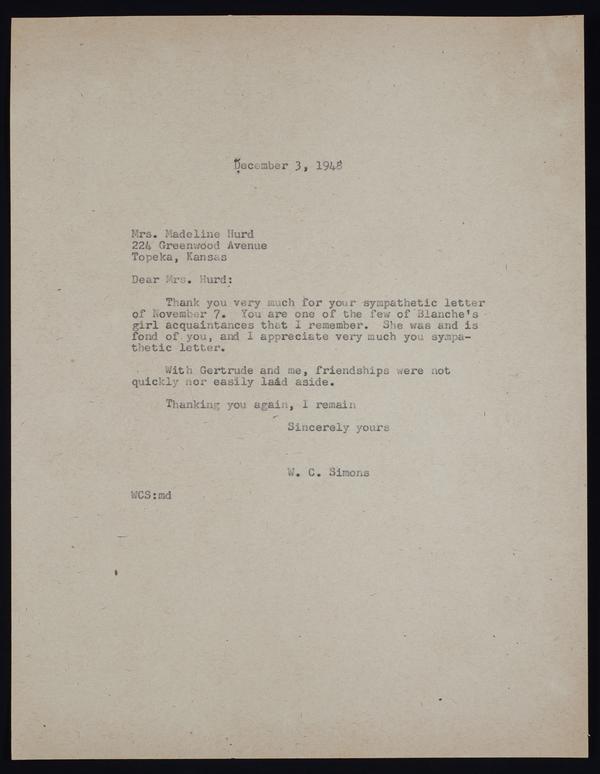 December 3, 1948
Mrs. Madeline Hurd
224 Greenwood Avenue
Topeka, Kansas
Dear Mrs. Hurd:
Thank you very much for your sympathetic letter
of November 7. You are one of the few of Blanche's
girl acquaintances that I remember. She was and is
fond of you, and I appreciate very much you sympa-
thetic letter.
With Gertrude and me, friendships were not
quickly nor easily laid aside.
Thanking you again, I remain
Sincerely yours
W. C. Simons
WCS:md